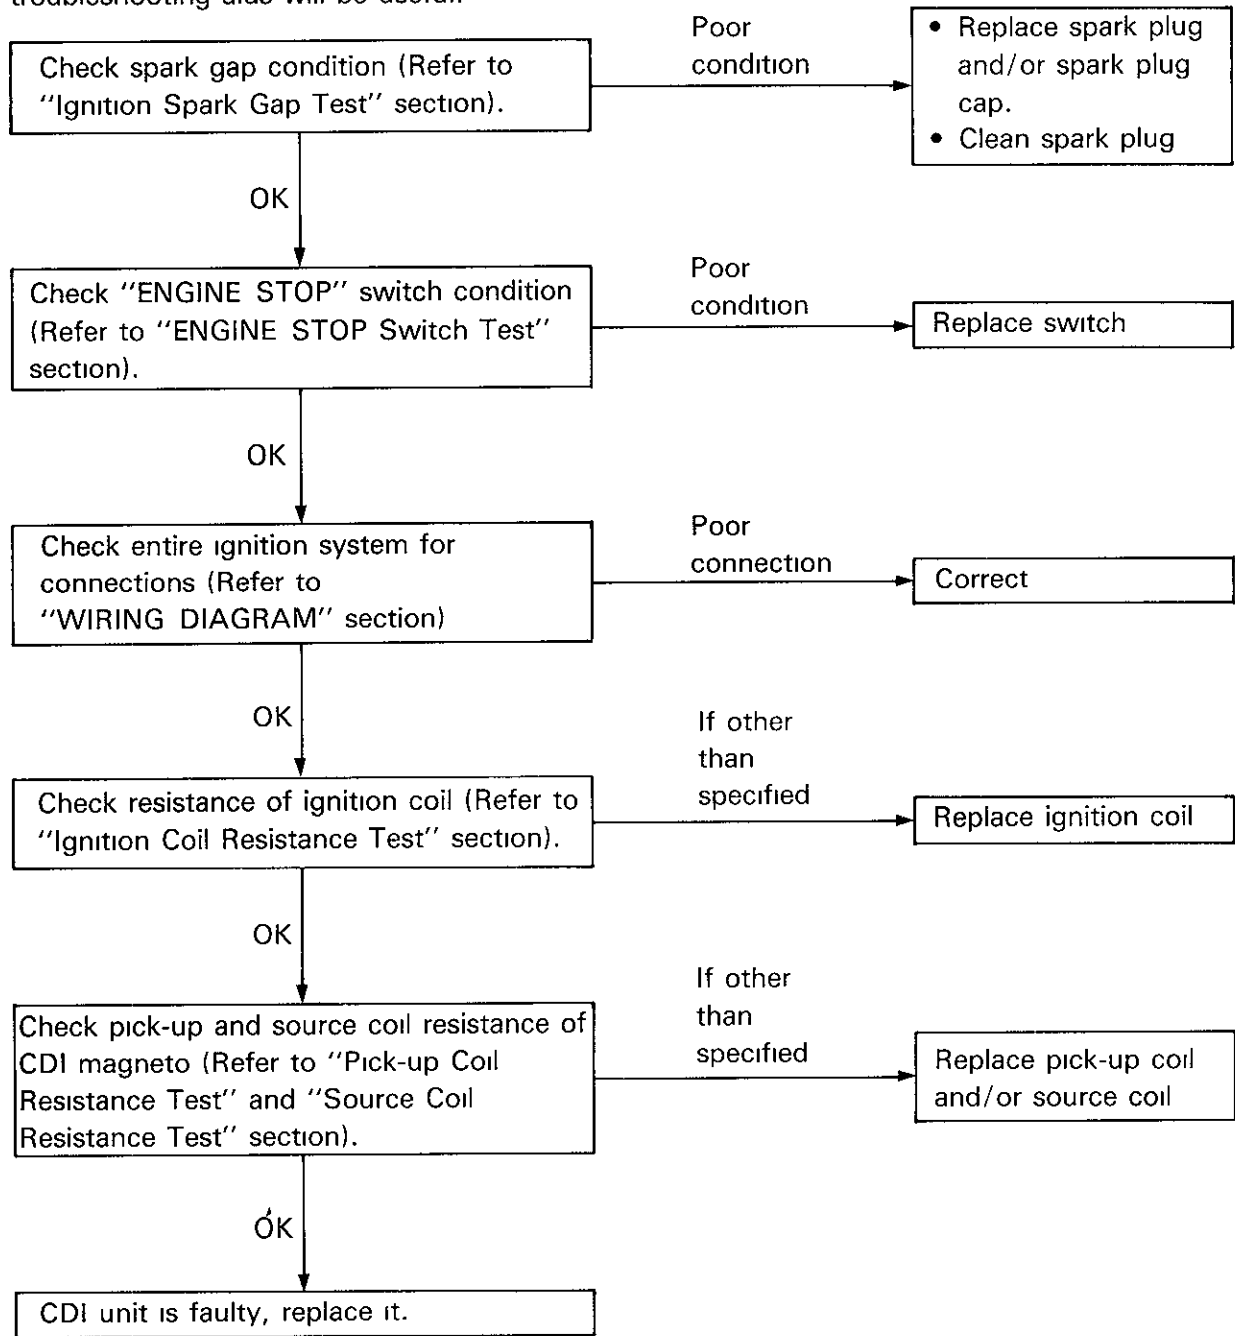 Check spark gap condition (Refer to
"Ignition Spark Gap Test" section).
Poor
condition
• Replace spark plug
and/or spark plug
cap.
• Clean spark plug
OK
Check "ENGINE STOP" switch condition
(Refer to "ENGINE STOP Switch Test"
section).
Poor
condition
Replace switch
OK
Check entire ignition system for
connections (Refer to
"WIRING DIAGRAM" section)
Poor
connection
Correct
OK
Check resistance of ignition coil (Refer to
"Ignition Coil Resistance Test" section).
If other
than
specified
Replace ignition coil
OK
Check pick-up and source coil resistance of
CDI magneto (Refer to "Pick-up Coil
Resistance Test" and "Source Coil
Resistance Test" section).
If other
than
specified
Replace pick-up coil
and/or source coil
OK
CDI unit is faulty, replace it.